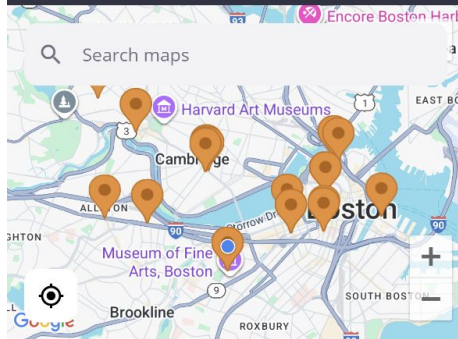 93
Encore Boston Har
Search maps
Harvard Art Museums
1
EAST BO
3
Cambridge
ALLSTON
Boston
Storrow Dr
90
90
GHTON
Museum of Fine
Arts, Boston
+
9
SOUTH BOSTON
−
Google
Brookline
ROXBURY